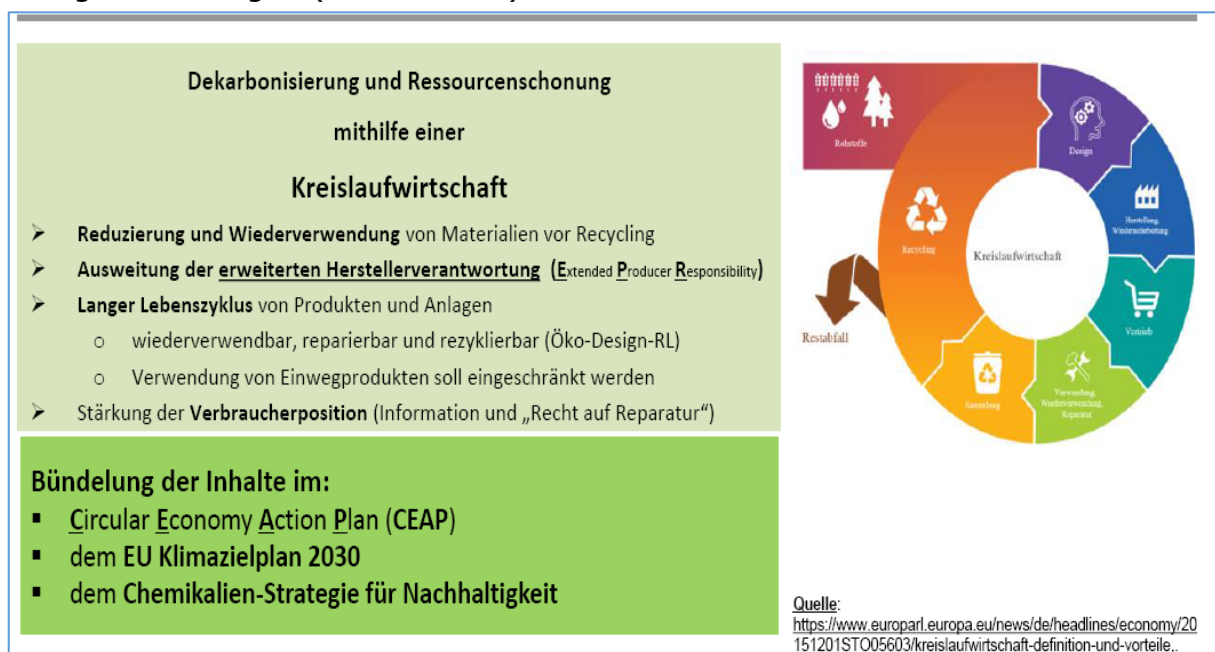 Dekarbonisierung und Ressourcenschonung
mithilfe einer
Kreislaufwirtschaft
➢ Reduzierung und Wiederverwendung von Materialien vor Recycling
➢ Ausweitung der erweiterten Herstellerverantwortung (Extended Producer Responsibility)
➢ Langer Lebenszyklus von Produkten und Anlagen
o wiederverwendbar, reparierbar und rezyklierbar (Öko-Design-RL)
o Verwendung von Einwegprodukten soll eingeschränkt werden
➢ Stärkung der Verbraucherposition (Information und „Recht auf Reparatur“)
Bündelung der Inhalte im:
▪ Circular Economy Action Plan (CEAP)
▪ dem EU Klimazielplan 2030
▪ dem Chemikalien-Strategie für Nachhaltigkeit
Rohstoffe
Design
Herstellung,
Wiederaufarbeitung
Vertrieb
Verwendung,
Wiederverwendung,
Reparatur
Sammlung
Recycling
Restabfall
Kreislaufwirtschaft
Quelle:
https://www.europarl.europa.eu/news/de/headlines/economy/20
151201STO05603/kreislaufwirtschaft-definition-und-vorteile..